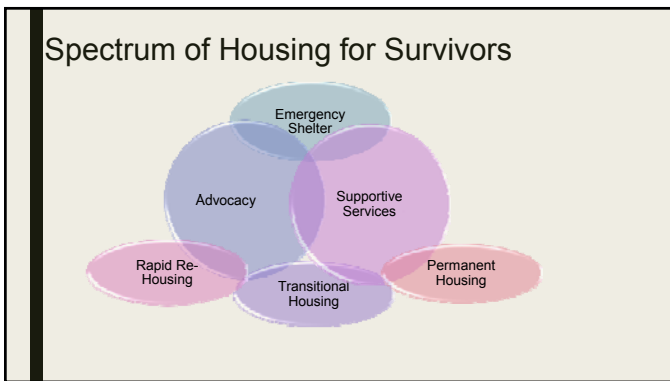 Spectrum of Housing for Survivors
Emergency
Shelter
Advocacy
Supportive
Services
Rapid Re-
Housing
Transitional
Housing
Permanent
Housing